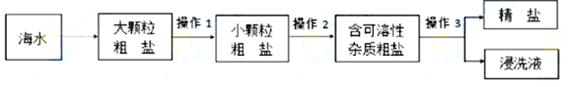 海水
大颗粒
粗 盐
操作 1
小颗粒
粗 盐
操作 2
含可溶性
杂质粗盐
操作 3
精 盐
浸洗液